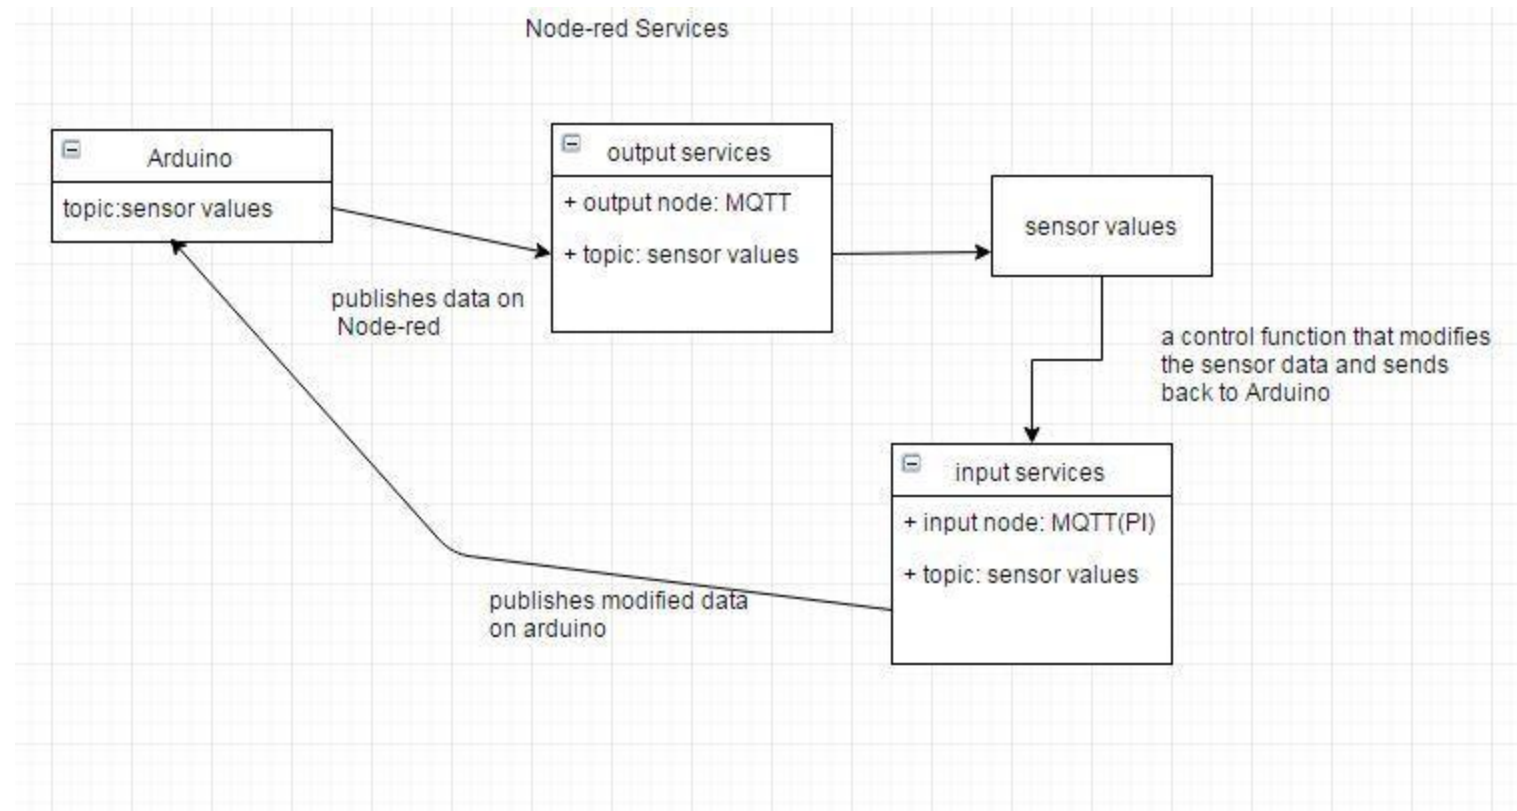 Node-red Services
Arduino
topic:sensor values
output services
+ output node: MQTT
+ topic: sensor values
sensor values
publishes data on
Node-red
a control function that modifies
the sensor data and sends
back to Arduino
input services
+ input node: MQTT(PI)
+ topic: sensor values
publishes modified data
on arduino